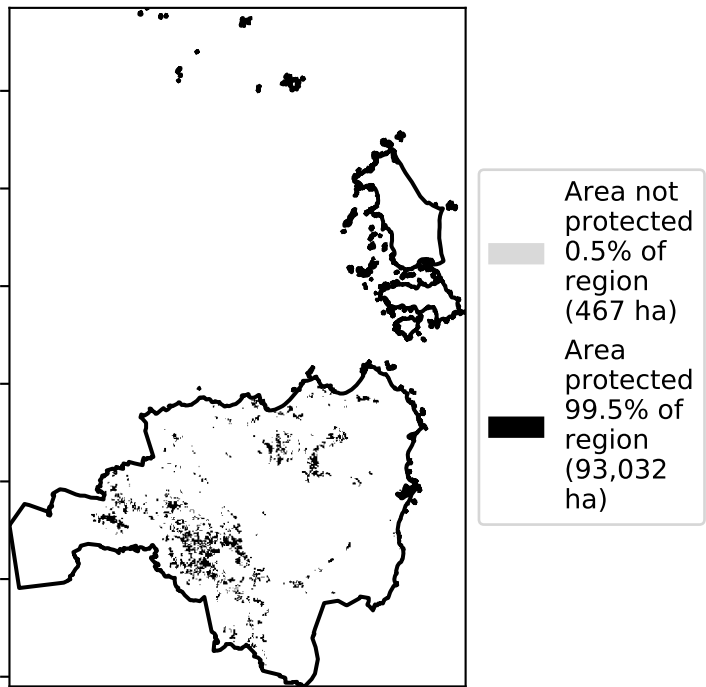 Area not
protected
0.5% of
region
(467 ha)
Area
protected
99.5% of
region
(93,032
ha)